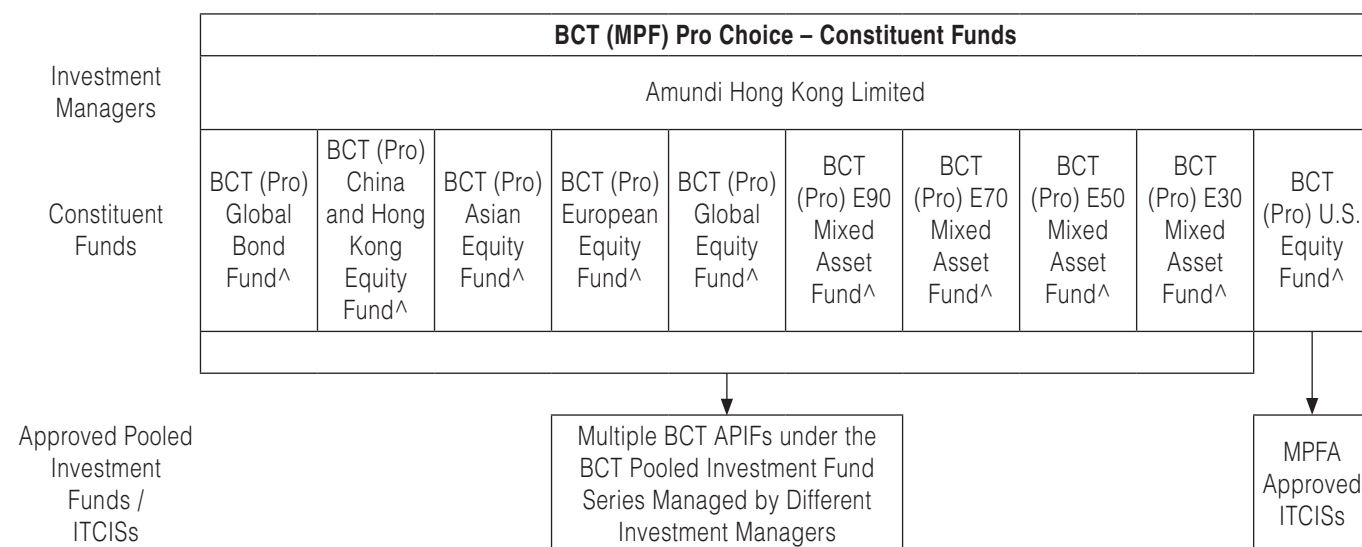 BCT (MPF) Pro Choice – Constituent Funds
Investment
Managers
Amundi Hong Kong Limited
Constituent
Funds
BCT (Pro)
Global
Bond
Fund^
BCT (Pro)
China
and Hong
Kong
Equity
Fund^
BCT (Pro)
Asian
Equity
Fund^
BCT (Pro)
European
Equity
Fund^
BCT (Pro)
Global
Equity
Fund^
BCT
(Pro) E90
Mixed
Asset
Fund^
BCT
(Pro) E70
Mixed
Asset
Fund^
BCT
(Pro) E50
Mixed
Asset
Fund^
BCT
(Pro) E30
Mixed
Asset
Fund^
BCT
(Pro) U.S.
Equity
Fund^
Approved Pooled
Investment
Funds /
ITCISs
Multiple BCT APIFs under the
BCT Pooled Investment Fund
Series Managed by Different
Investment Managers
MPFA
Approved
ITCISs